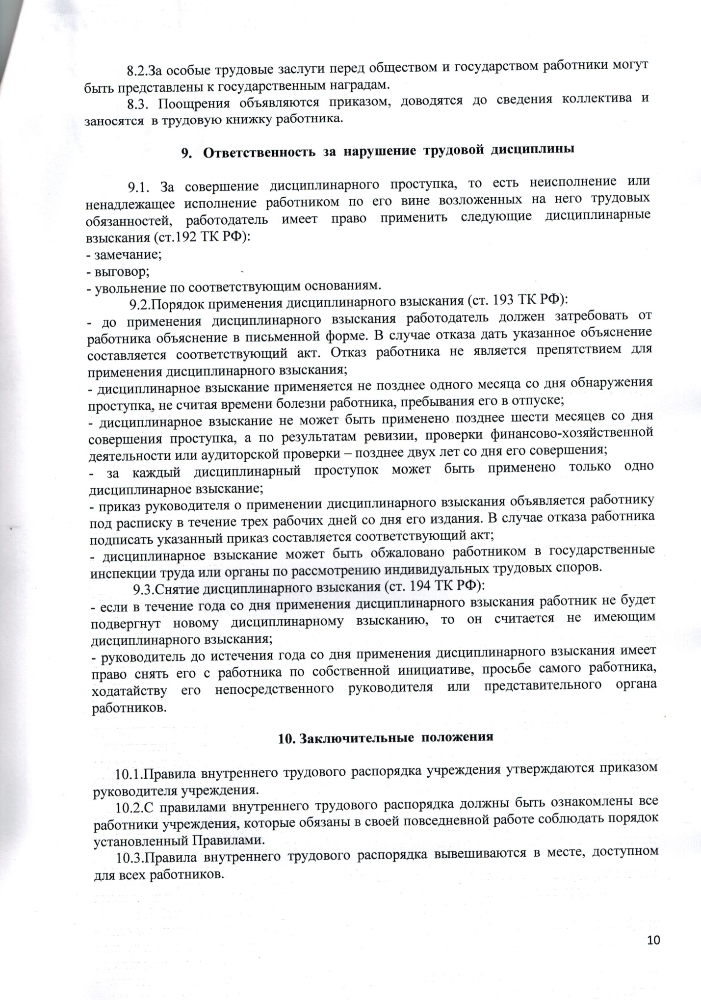 8.2.За особые трудовые заслуги перед обществом и государством работники могут
быть представлены к государственным наградам.
8.3. Поощрения объявляются приказом, доводятся до сведения коллектива и
заносятся в трудовую книжку работника.
9. Ответственность за нарушение трудовой дисциплины
9.1. За совершение дисциплинарного проступка, то есть неисполнение или
ненадлежащее исполнение работником по его вине возложенных на него трудовых
обязанностей, работодатель имеет право применить следующие дисциплинарные
взыскания (ст.192 ТК РФ):
- замечание;
- выговор;
- увольнение по соответствующим основаниям.
9.2.Порядок применения дисциплинарного взыскания (ст. 193 ТК РФ):
- до применения дисциплинарного взыскания работодатель должен затребовать от
работника объяснение в письменной форме. В случае отказа дать указанное объяснение
составляется соответствующий акт. Отказ работника не является препятствием для
применения дисциплинарного взыскания;
- дисциплинарное взыскание применяется не позднее одного месяца со дня обнаружения
проступка, не считая времени болезни работника, пребывания его в отпуске;
- дисциплинарное взыскание не может быть применено позднее шести месяцев со дня
совершения проступка, а по результатам ревизии, проверки финансово-хозяйственной
деятельности или аудиторской проверки – позднее двух лет со дня его совершения;
- за каждый дисциплинарный проступок может быть применено только одно
дисциплинарное взыскание;
- приказ руководителя о применении дисциплинарного взыскания объявляется работнику
под расписку в течение трех рабочих дней со дня его издания. В случае отказа работника
подписать указанный приказ составляется соответствующий акт;
- дисциплинарное взыскание может быть обжаловано работником в государственные
инспекции труда или органы по рассмотрению индивидуальных трудовых споров.
9.3.Снятие дисциплинарного взыскания (ст. 194 ТК РФ):
- если в течение года со дня применения дисциплинарного взыскания работник не будет
подвергнут новому дисциплинарному взысканию, то он считается не имеющим
дисциплинарного взыскания;
- руководитель до истечения года со дня применения дисциплинарного взыскания имеет
право снять его с работника по собственной инициативе, просьбе самого работника,
ходатайству его непосредственного руководителя или представительного органа
работников.
10. Заключительные положения
10.1.Правила внутреннего трудового распорядка учреждения утверждаются приказом
руководителя учреждения.
10.2.С правилами внутреннего трудового распорядка должны быть ознакомлены все
работники учреждения, которые обязаны в своей повседневной работе соблюдать порядок
установленный Правилами.
10.3.Правила внутреннего трудового распорядка вывешиваются в месте, доступном
для всех работников.
10